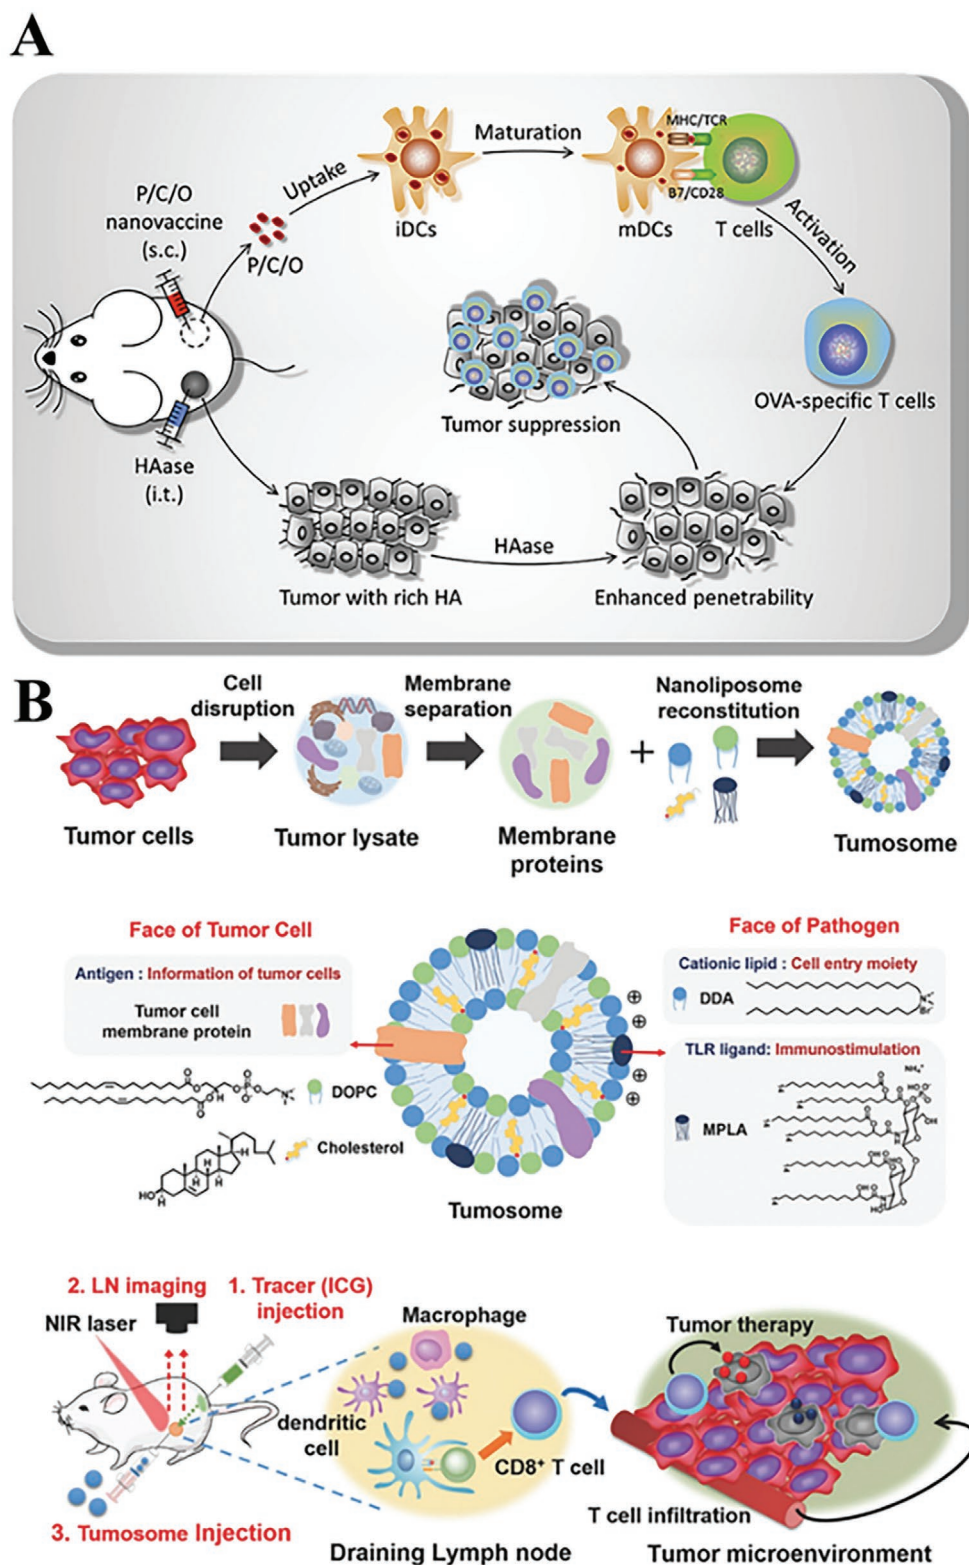 A
P/C/O
nanovaccine
(s.c.)
P/C/O
Uptake
iDCs
Maturation
MHC/TCR
B7/CD28
mDCs
T cells
Activation
OVA-specific T cells
Tumor suppression
HAase
(i.t.)
Tumor with rich HA
HAase
Enhanced penetrability
B
Cell
disruption
Membrane
separation
Nanoliposome
reconstitution
+
Tumor cells
Tumor lysate
Membrane
proteins
Tumosome
Face of Tumor Cell
Antigen : Information of tumor cells
Tumor cell
membrane protein
DOPC
Cholesterol
HO
H
H
H
Tumosome
Face of Pathogen
Cationic lipid : Cell entry moiety
DDA
Br
TLR ligand: Immunostimulation
NH₄⁺
MPLA
2. LN imaging
1. Tracer (ICG)
injection
NIR laser
3. Tumosome Injection
Macrophage
dendritic
cell
CD8⁺ T cell
Draining Lymph node
Tumor therapy
T cell infiltration
Tumor microenvironment